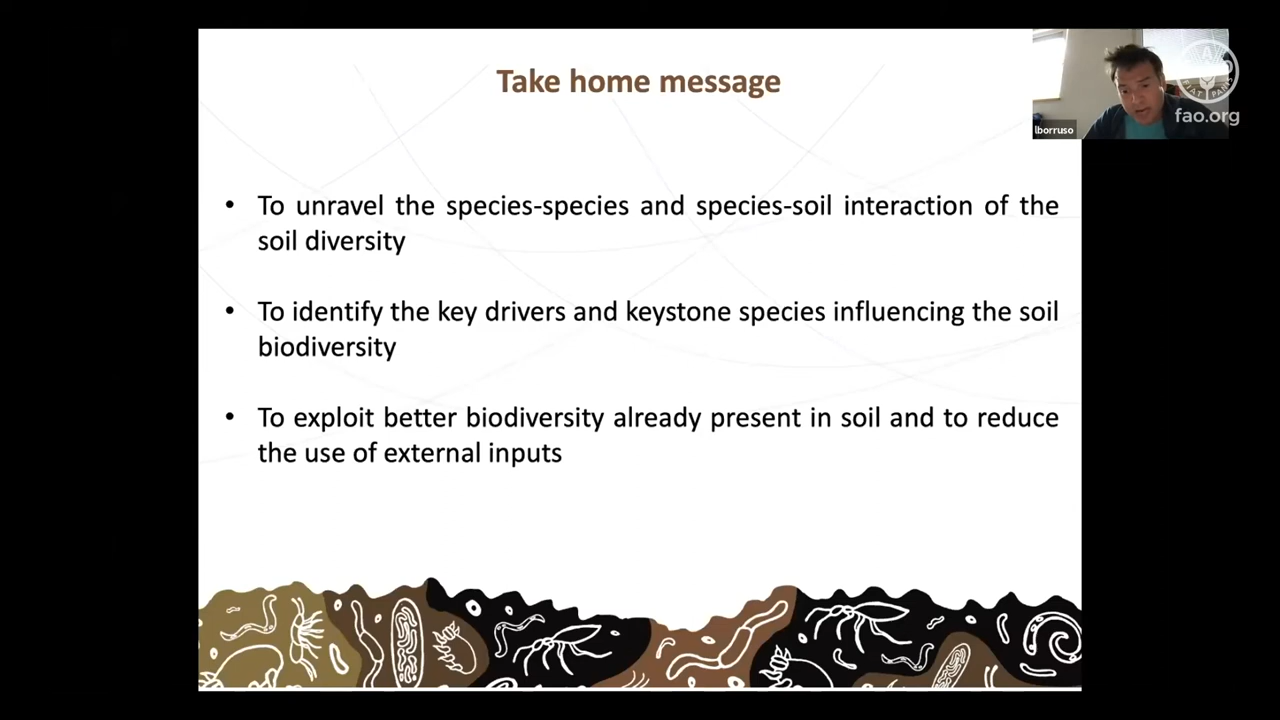 Take home message
lborruso
fao.org
FIAT PANIS
• To unravel the species-species and species-soil interaction of the
soil diversity
• To identify the key drivers and keystone species influencing the soil
biodiversity
• To exploit better biodiversity already present in soil and to reduce
the use of external inputs